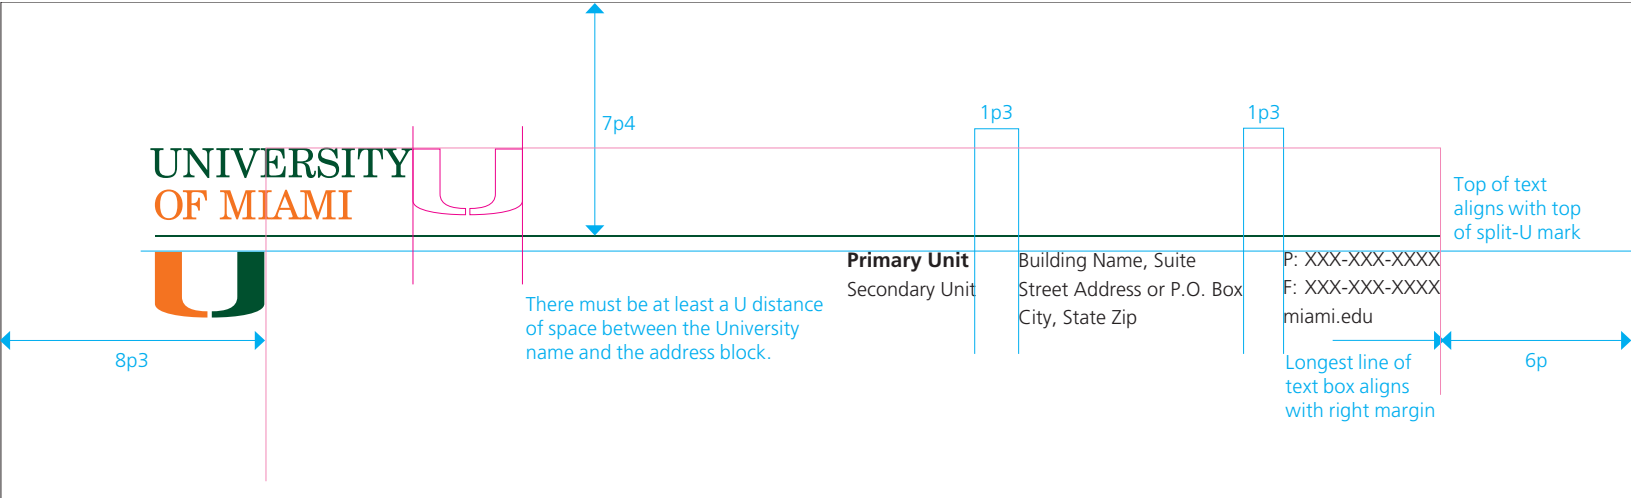 7p4
1p3
1p3
UNIVERSITY
OF MIAMI
Top of text
aligns with top
of split-U mark
Primary Unit
Secondary Unit
Building Name, Suite
Street Address or P.O. Box
City, State Zip
P: XXX-XXX-XXXX
F: XXX-XXX-XXXX
miami.edu
There must be at least a U distance
of space between the University
name and the address block.
8p3
Longest line of
text box aligns
with right margin
6p